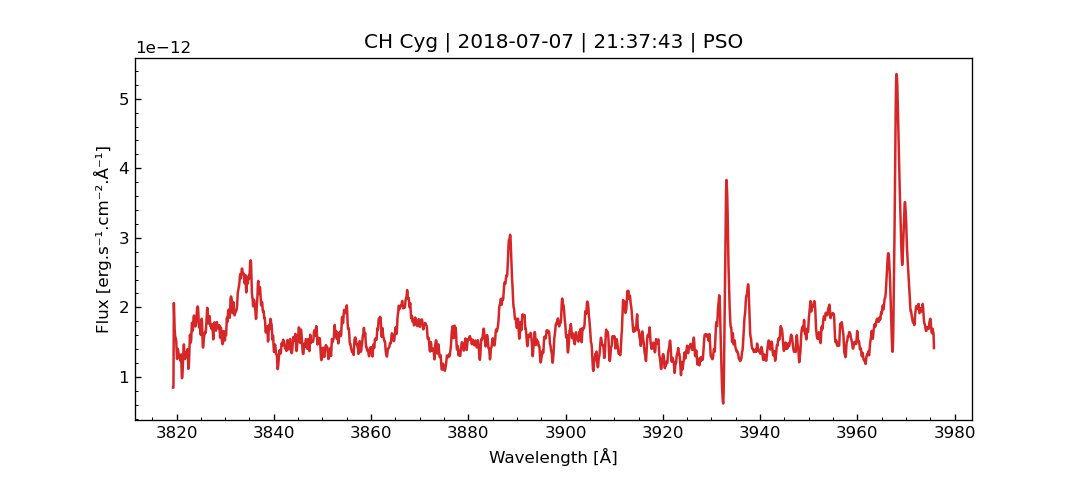 CH Cyg | 2018-07-07 | 21:37:43 | PSO
1e−12
5
4
3
2
1
Flux [erg.s⁻¹.cm⁻².Å⁻¹]
3820 3840 3860 3880 3900 3920 3940 3960 3980
Wavelength [Å]